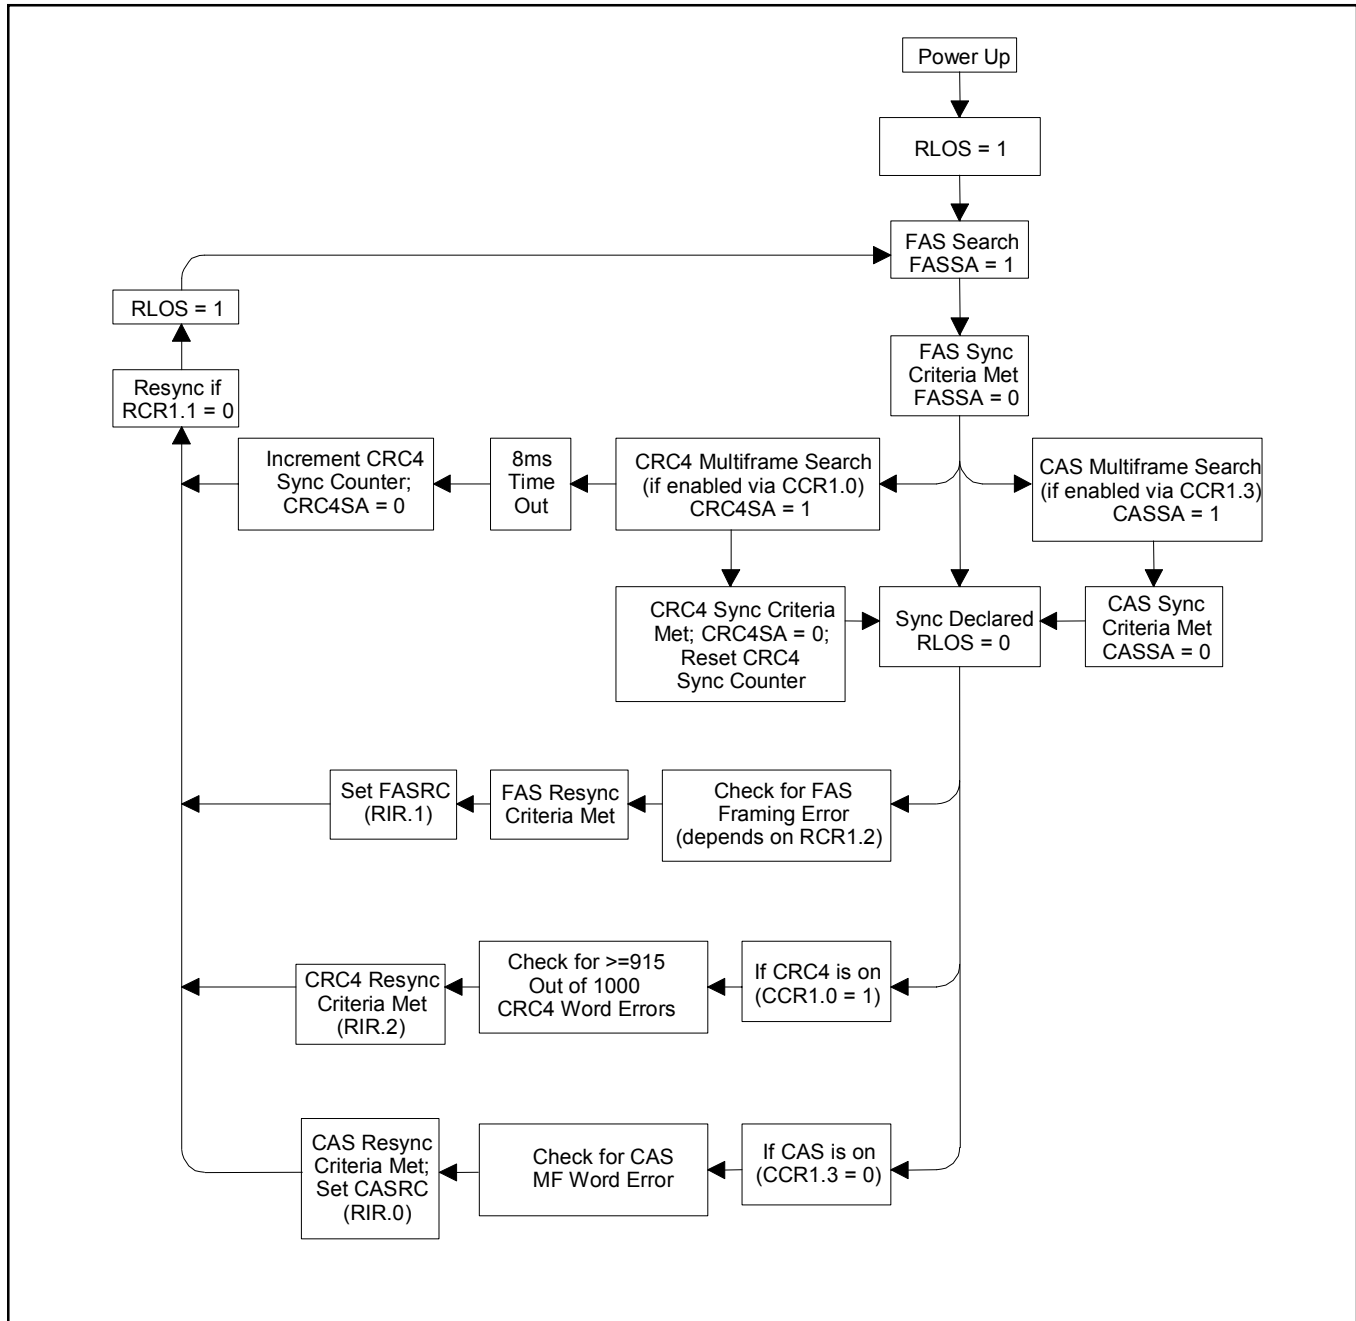 Power Up
RLOS = 1
FAS Search
FASSA = 1
RLOS = 1
FAS Sync
Criteria Met
FASSA = 0
Resync if
RCR1.1 = 0
Increment CRC4
Sync Counter;
CRC4SA = 0
8ms
Time
Out
CRC4 Multiframe Search
(if enabled via CCR1.0)
CRC4SA = 1
CAS Multiframe Search
(if enabled via CCR1.3)
CASSA = 1
CRC4 Sync Criteria
Met; CRC4SA = 0;
Reset CRC4
Sync Counter
Sync Declared
RLOS = 0
CAS Sync
Criteria Met
CASSA = 0
Set FASRC
(RIR.1)
FAS Resync
Criteria Met
Check for FAS
Framing Error
(depends on RCR1.2)
CRC4 Resync
Criteria Met
(RIR.2)
Check for >=915
Out of 1000
CRC4 Word Errors
If CRC4 is on
(CCR1.0 = 1)
CAS Resync
Criteria Met;
Set CASRC
(RIR.0)
Check for CAS
MF Word Error
If CAS is on
(CCR1.3 = 0)